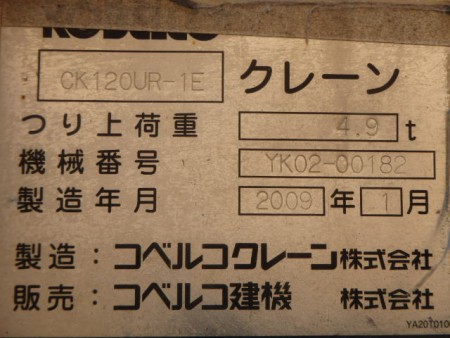 KOBELCO
CK120UR-1E クレーン
つり上荷重 4.9 t
機械番号 YK02-00182
製造年月 2009 年 1 月
製造：コベルコクレーン株式会社
販売：コベルコ建機 株式会社